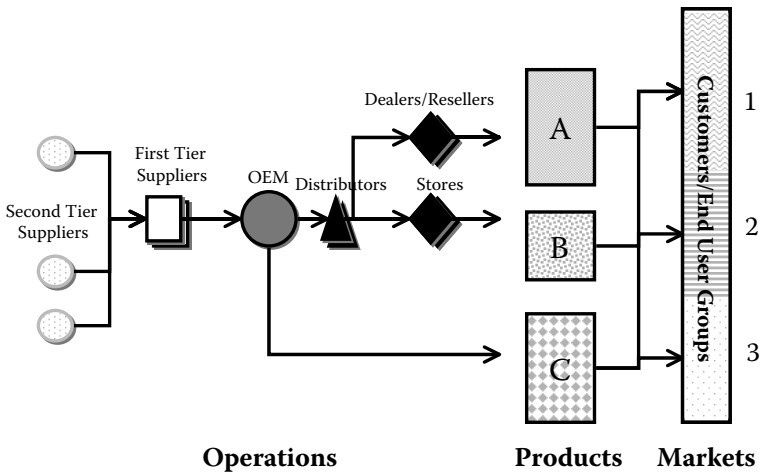 Dealers/Resellers
First Tier
Suppliers
OEM
Distributors
Stores
Second Tier
Suppliers
A
B
C
Customers/End User Groups
1
2
3
Operations
Products
Markets